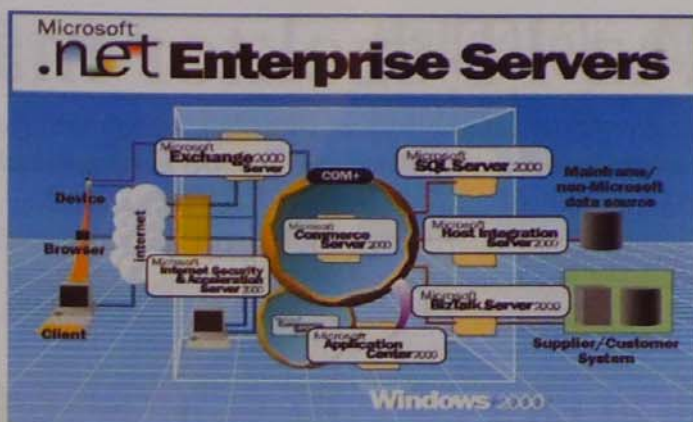 Microsoft
.net Enterprise Servers
Microsoft
Exchange 2000
Server
COM+
Microsoft
SQL Server 2000
Mainframe/
non-Microsoft
data source
Device
Internet
Browser
Microsoft
Commerce
Server 2000
Microsoft
Host Integration
Server 2000
Microsoft
Internet Security
& Acceleration
Server 2000
Microsoft
BizTalk Server 2000
Client
Microsoft
Application
Center 2000
Supplier/Customer
System
Windows 2000